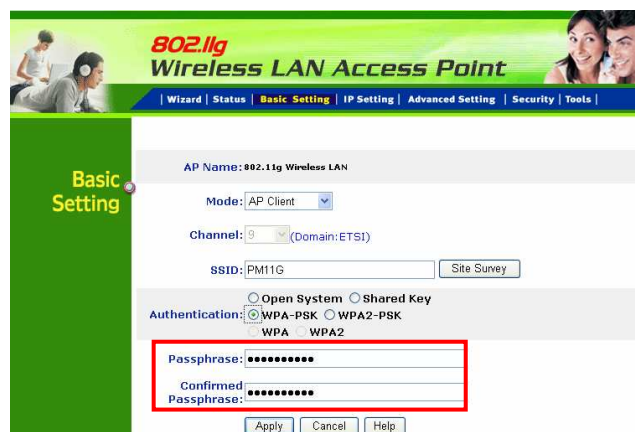 802.11g
Wireless LAN Access Point
| Wizard | Status | Basic Setting | IP Setting | Advanced Setting | Security | Tools |
Basic
Setting
AP Name: 802.11g Wireless LAN
Mode: AP Client
Channel: 9 (Domain:ETSI)
SSID: PM11G Site Survey
Open System Shared Key
Authentication: WPA-PSK WPA2-PSK
WPA WPA2
Passphrase: ●●●●●●●●●●
Confirmed
Passphrase: ●●●●●●●●●●
Apply Cancel Help